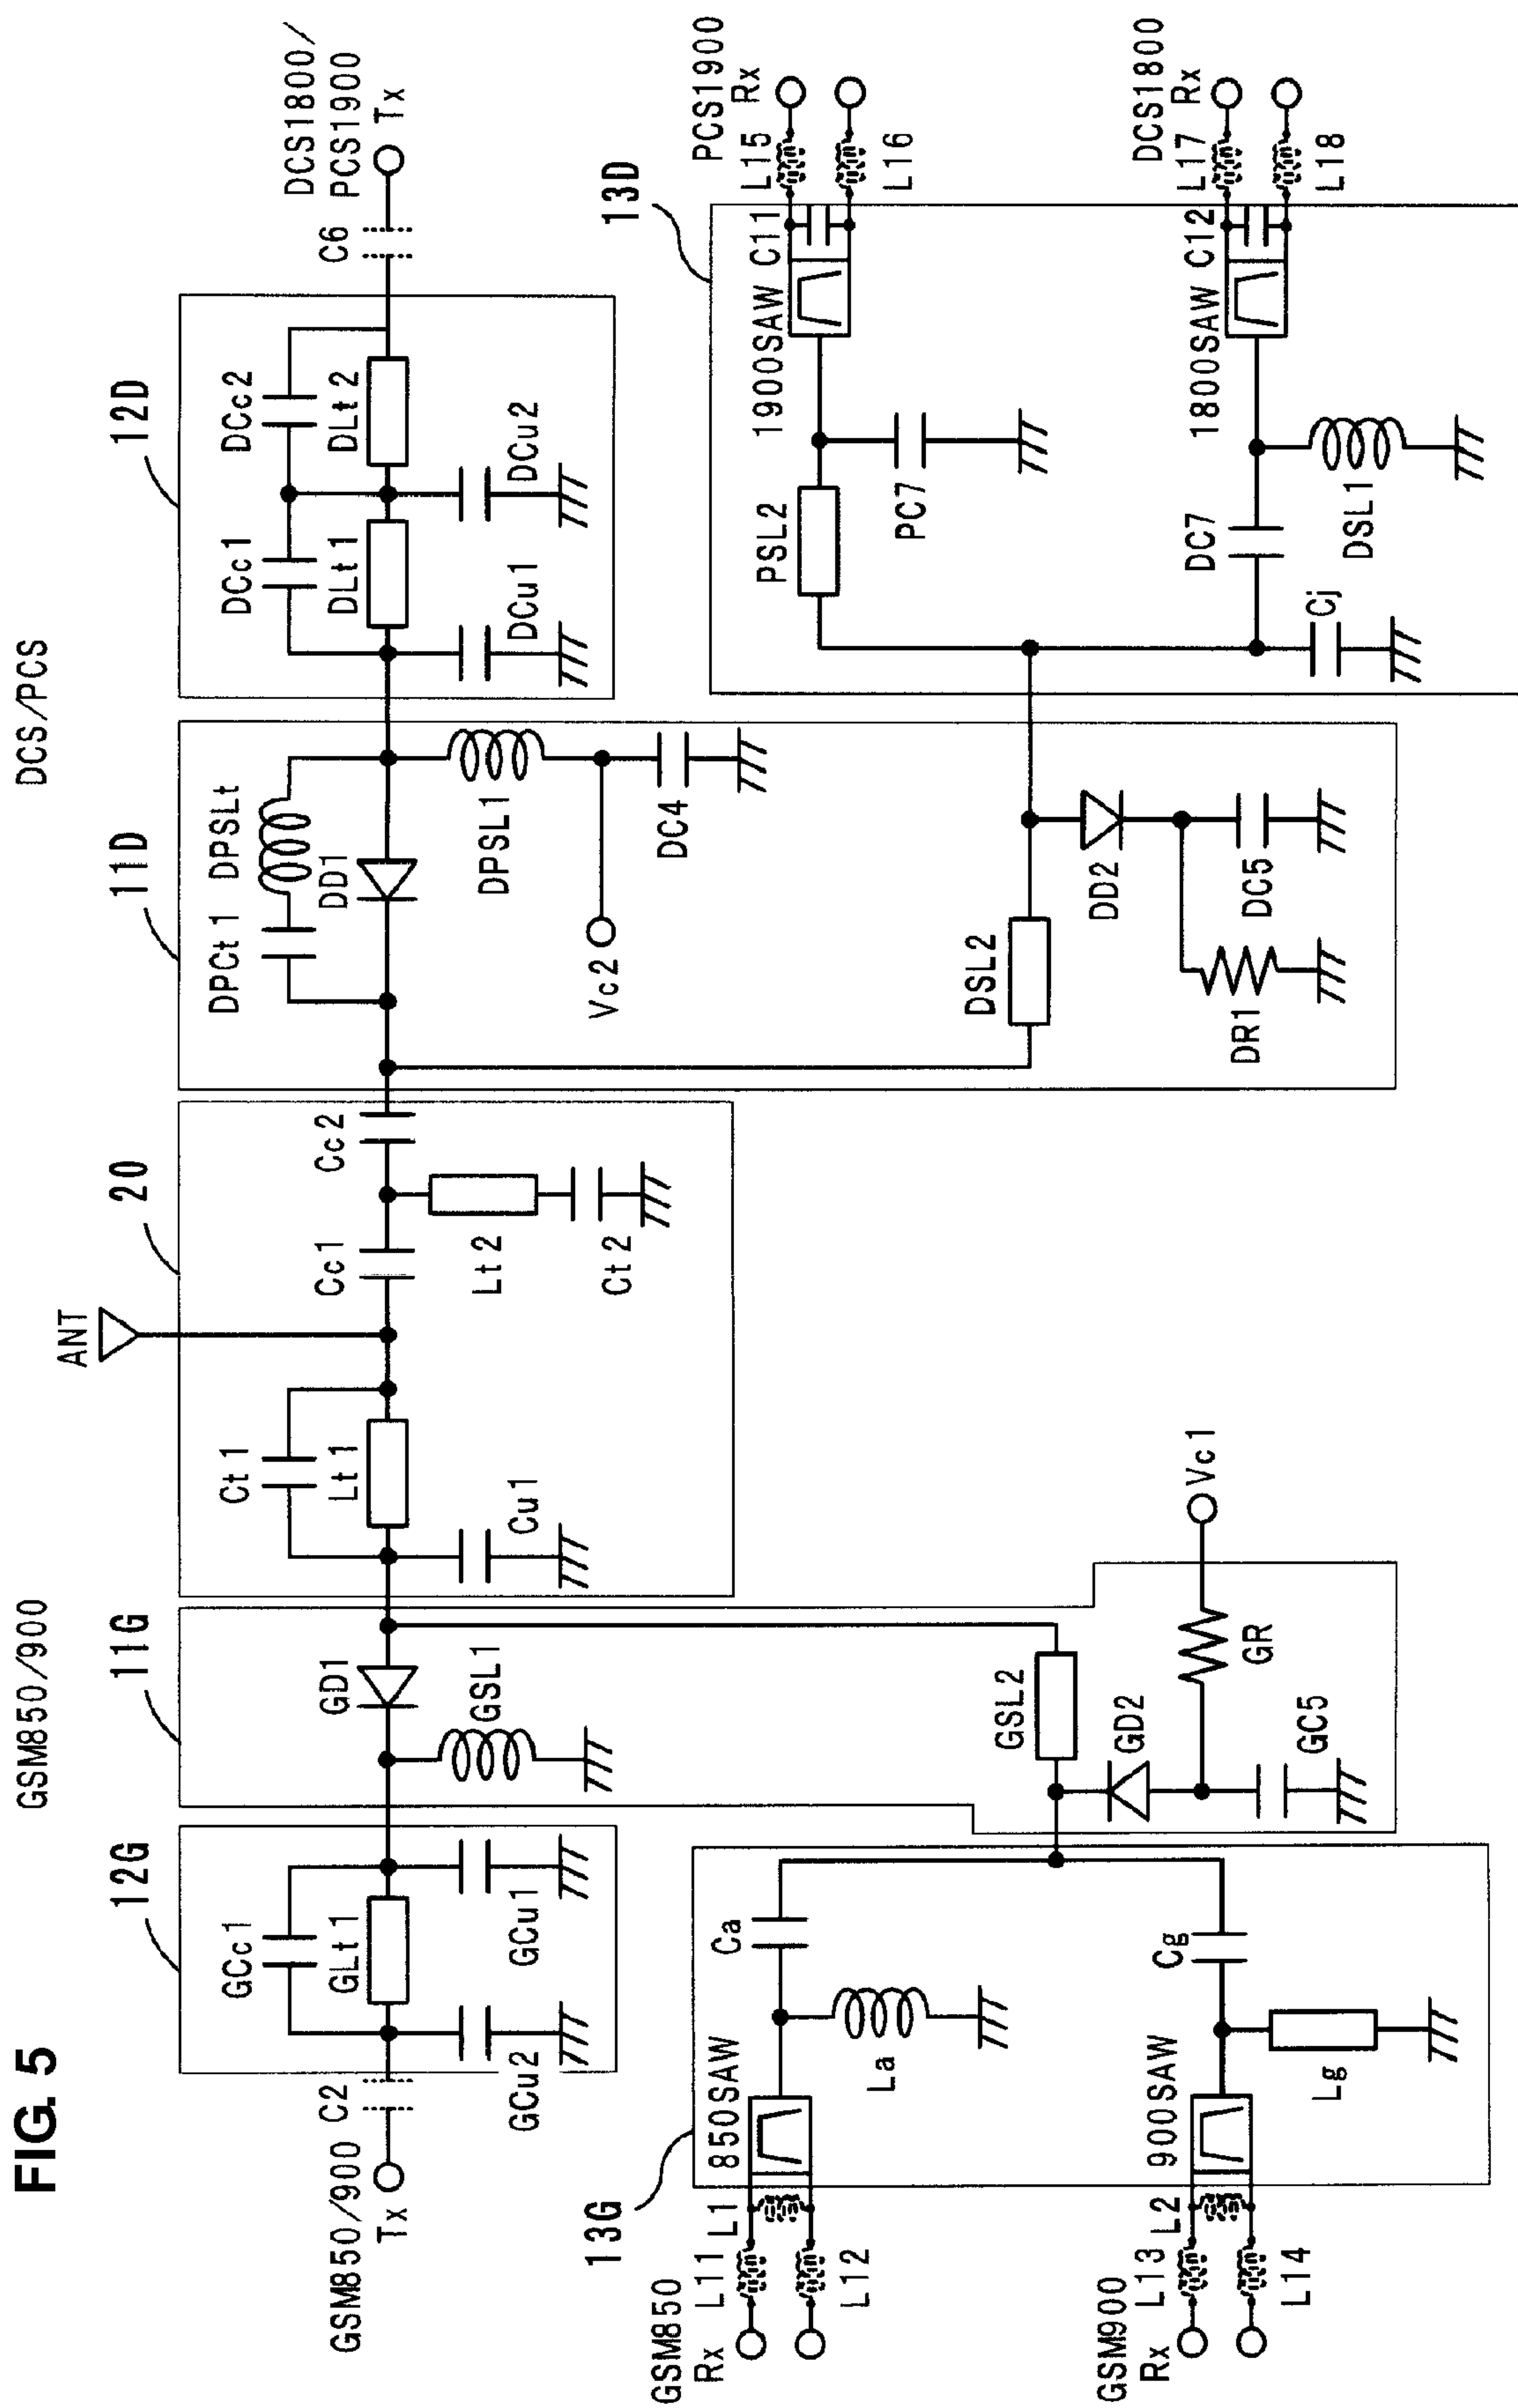 FIG. 5
GSM850/900
DCS/PCS
ANT
12G
11G
20
11D
12D
GSM850/900
Tx
C2
GCc1
GLt1
GCu2
GCu1
GD1
GSL1
Ct1
Lt1
Cu1
Cc1
Cc2
Lt2
Ct2
DPCt1
DPSLt
DD1
DPSL1
Vc2
DC4
DCc1
DCc2
DLt1
DLt2
DCu1
DCu2
C6
DCS1800/
PCS1900
Tx
13G
GSM850
Rx
L11
L1
L12
850SAW
La
Ca
GSM900
Rx
L13
L2
L14
900SAW
Lg
Cg
GSL2
GD2
GC5
GR
Vc1
DSL2
DD2
DR1
DC5
13D
PSL2
PC7
1900SAW
C11
L15
L16
PCS1900
Rx
Cj
DC7
DSL1
1800SAW
C12
L17
L18
DCS1800
Rx